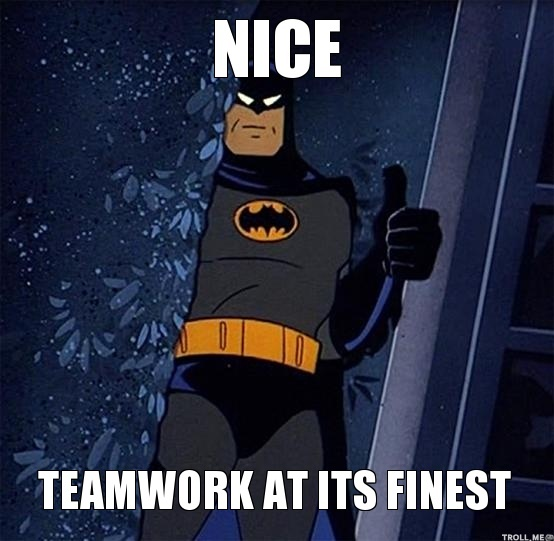 NICE
TEAMWORK AT ITS FINEST
TROLL.ME